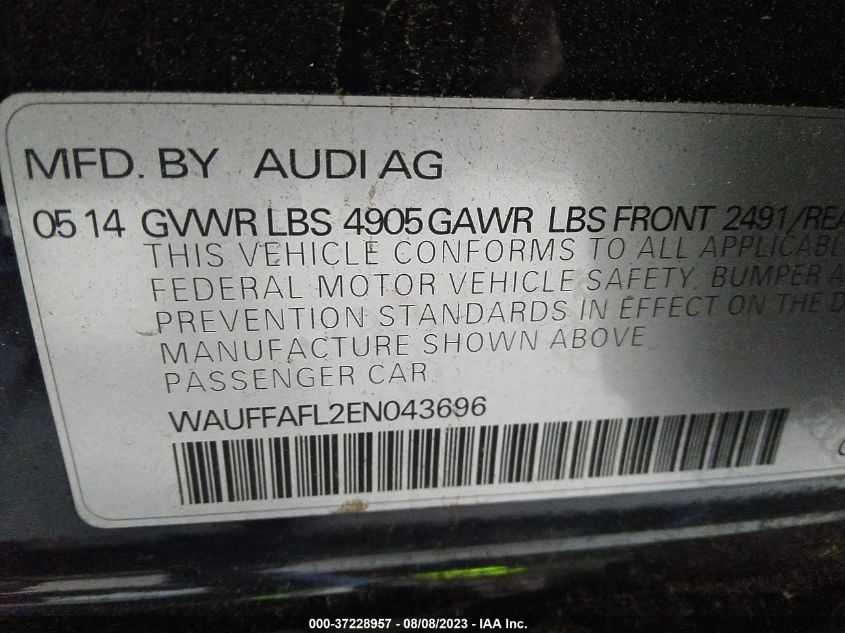 MFD. BY AUDI AG
05 14 GVWR LBS 4905 GAWR LBS FRONT 2491/REA
THIS VEHICLE CONFORMS TO ALL APPLICABL
FEDERAL MOTOR VEHICLE SAFETY, BUMPER A
PREVENTION STANDARDS IN EFFECT ON THE D
MANUFACTURE SHOWN ABOVE
PASSENGER CAR
WAUFFAFL2EN043696
000-37228957 - 08/08/2023 - IAA Inc.